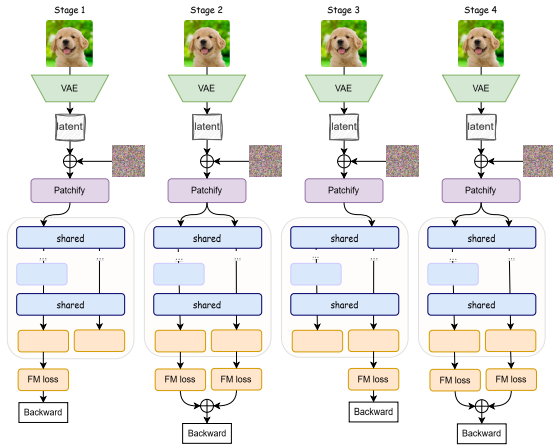 Stage 1
Stage 2
Stage 3
Stage 4
VAE
VAE
VAE
VAE
latent
latent
latent
latent
Patchify
Patchify
Patchify
Patchify
shared
shared
shared
shared
...
...
...
...
...
...
...
...
shared
shared
shared
shared
FM loss
FM loss
FM loss
FM loss
FM loss
FM loss
Backward
Backward
Backward
Backward